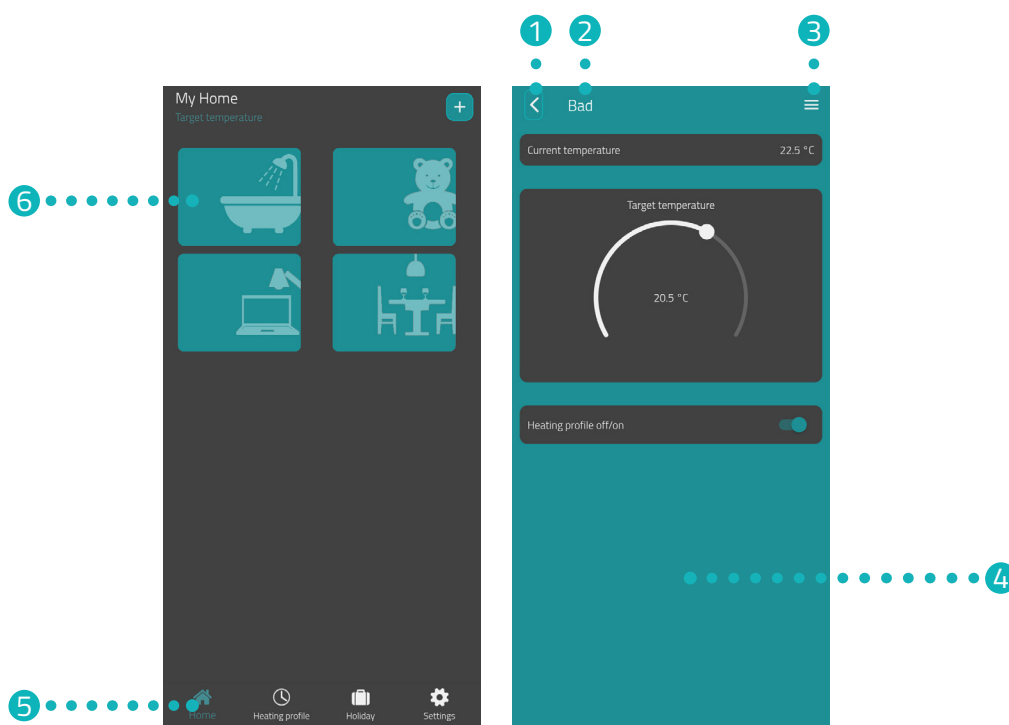 1 2 3
My Home
Target temperature
+
Bad
Current temperature 22.5 °C
6
Target temperature
20.5 °C
Heating profile off/on
4
5
Home Heating profile Holiday Settings